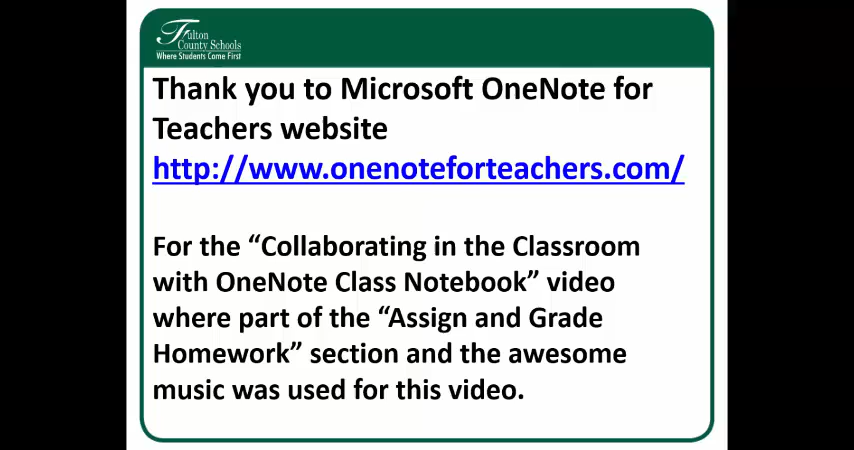 Fulton
County Schools
Where Students Come First
Thank you to Microsoft OneNote for
Teachers website
http://www.onenoteforteachers.com/
For the “Collaborating in the Classroom
with OneNote Class Notebook” video
where part of the “Assign and Grade
Homework” section and the awesome
music was used for this video.